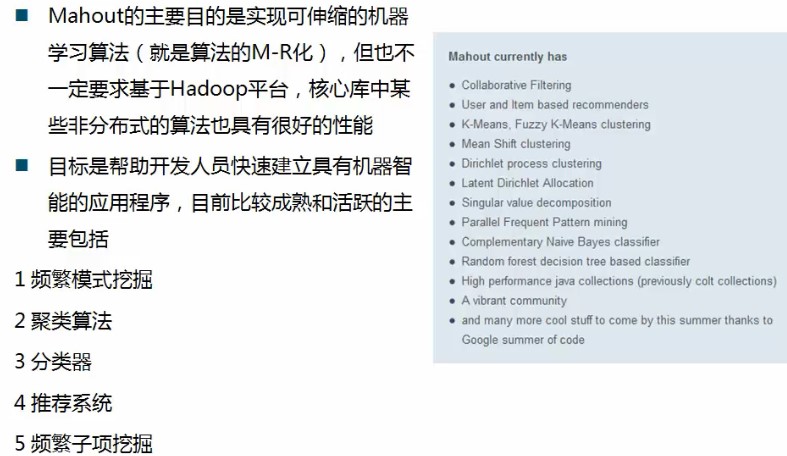 ■ Mahout的主要目的是实现可伸缩的机器
学习算法（就是算法的M-R化），但也不
一定要求基于Hadoop平台，核心库中某
些非分布式的算法也具有很好的性能
■ 目标是帮助开发人员快速建立具有机器智
能的应用程序，目前比较成熟和活跃的主
要包括
1 频繁模式挖掘
2 聚类算法
3 分类器
4 推荐系统
5 频繁子项挖掘
Mahout currently has
● Collaborative Filtering
● User and Item based recommenders
● K-Means, Fuzzy K-Means clustering
● Mean Shift clustering
● Dirichlet process clustering
● Latent Dirichlet Allocation
● Singular value decomposition
● Parallel Frequent Pattern mining
● Complementary Naive Bayes classifier
● Random forest decision tree based classifier
● High performance java collections (previously colt collections)
● A vibrant community
● and many more cool stuff to come by this summer thanks to
Google summer of code